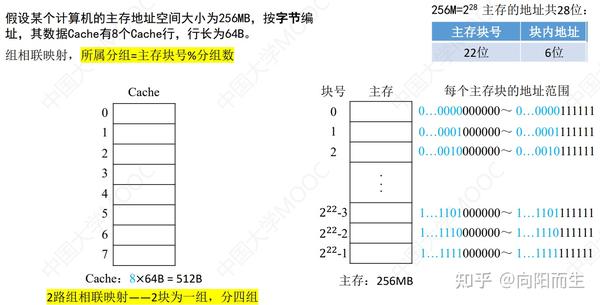 假设某个计算机的主存地址空间大小为256MB，按字节编
址，其数据Cache有8个Cache行，行长为64B。
组相联映射，所属分组=主存块号%分组数
256M=2²⁸ 主存的地址共28位：
主存块号 块内地址
22位 6位
Cache
0
1
2
3
4
5
6
7
Cache：8×64B = 512B
2路组相联映射——2块为一组，分四组
块号 主存 每个主存块的地址范围
0 0…0000000000～ 0…0000111111
1 0…0001000000～ 0…0001111111
2 0…0010000000～ 0…0010111111
⋮
2²²-3 1…1101000000～ 1…1101111111
2²²-2 1…1110000000～ 1…1110111111
2²²-1 1…1111000000～ 1…1111111111
主存：256MB
中国大学MOOC
知乎 @向阳而生